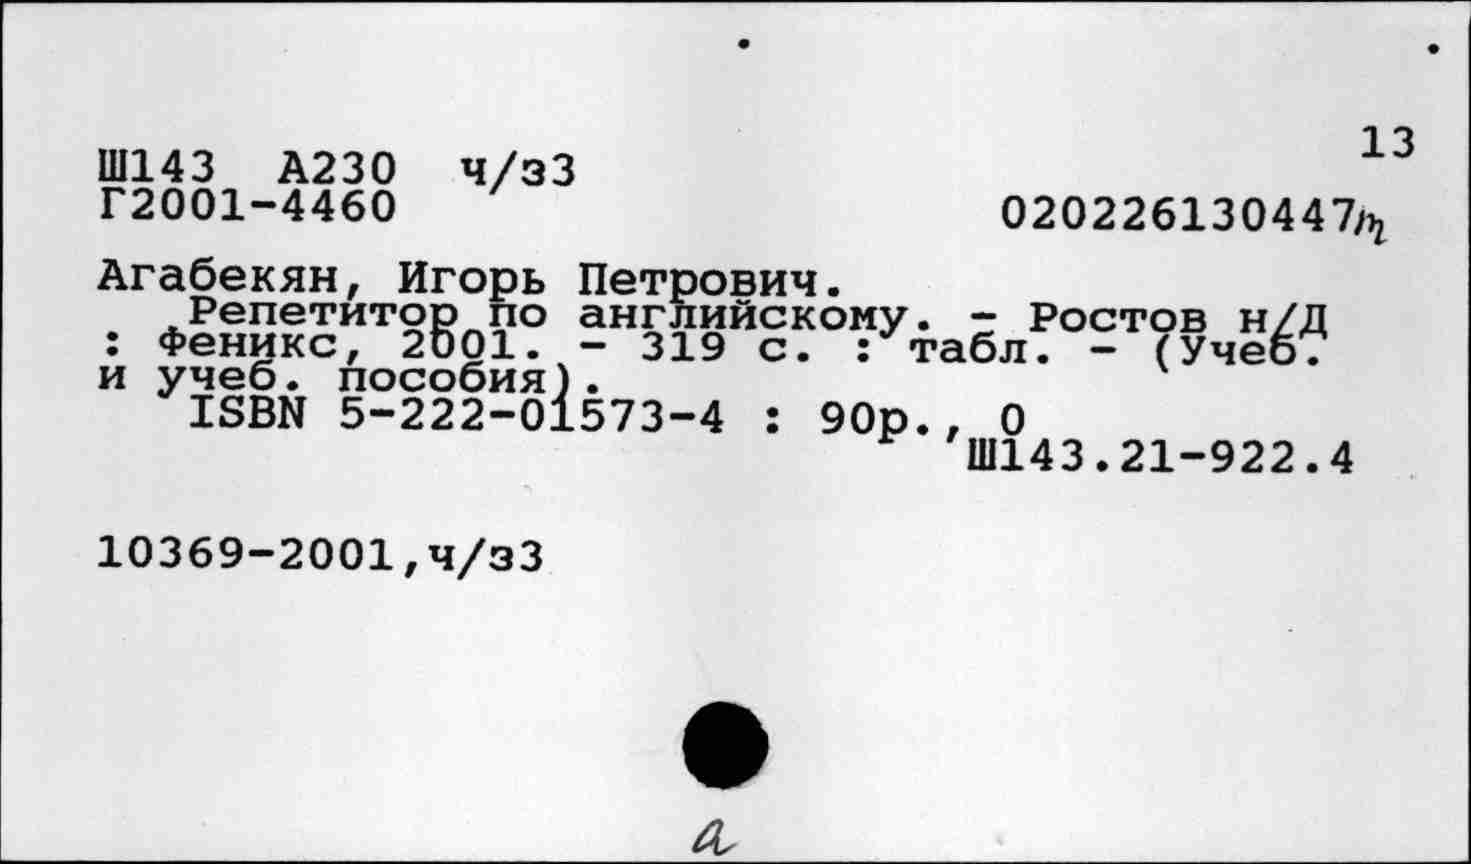 13
Ш143 А230 ч/з3
Г2001-4460
020226130447
Агабекян, Игорь Петрович.
Репетитор по английскому. - Ростов н/Д
: Феникс, 2001. - 319 с. : табл. - (Учеб.
и учеб. пособия).
ISBN 5-222-01573-4 : 90р., 0
Ш143.21-922.4
10369-2001,ч/з3
а